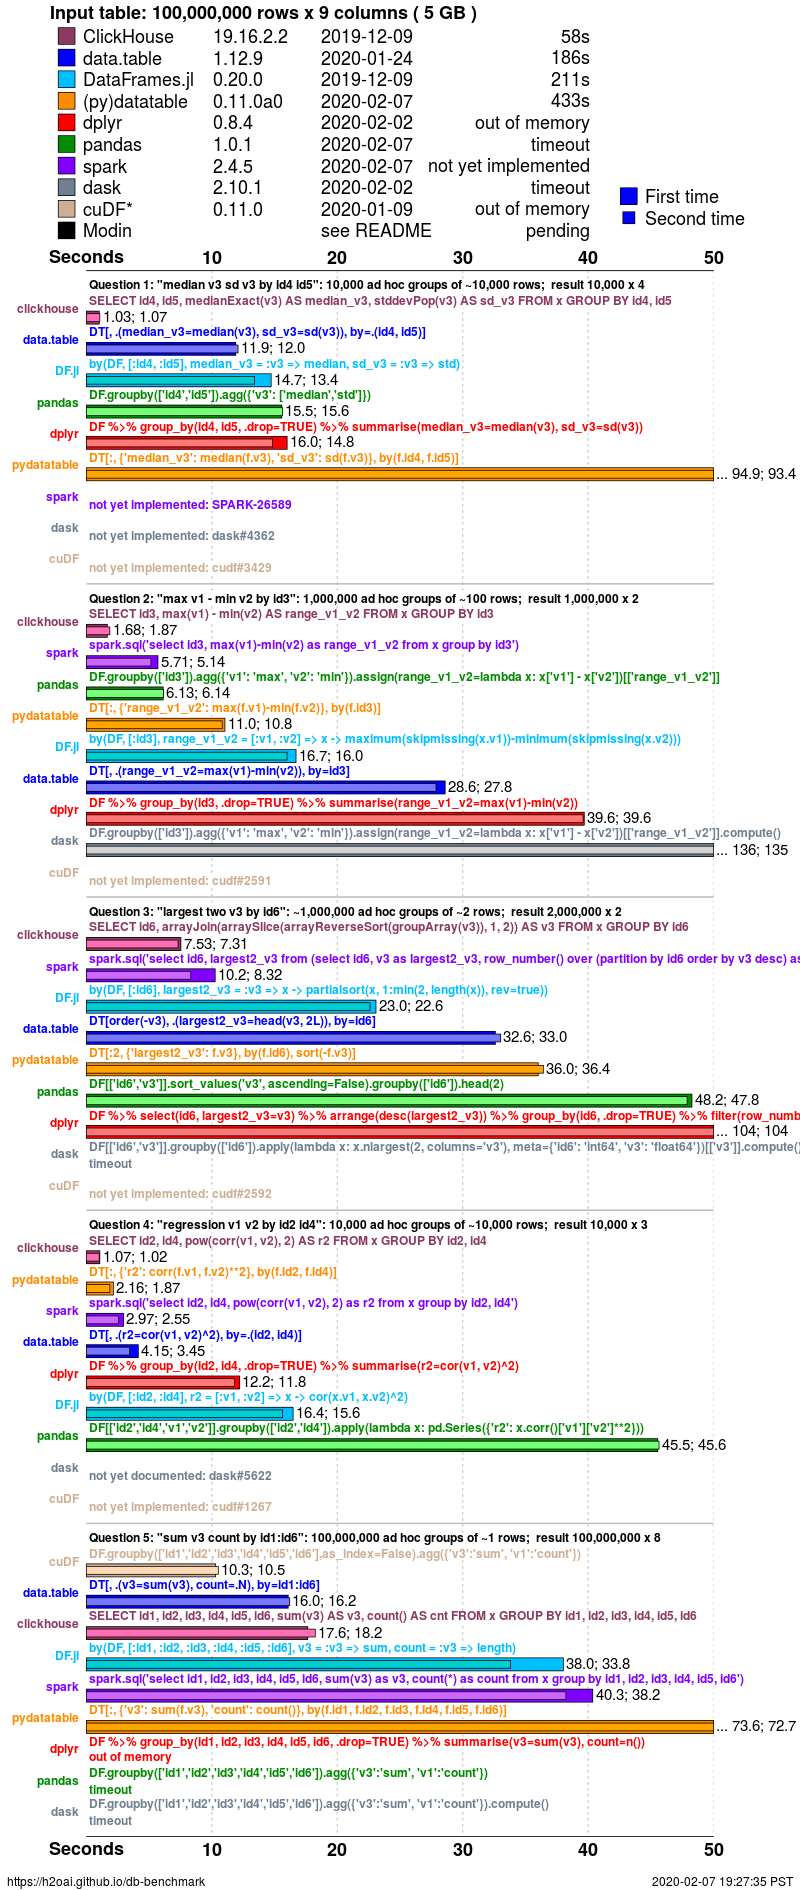 Input table: 100,000,000 rows x 9 columns ( 5 GB )
ClickHouse 19.16.2.2 2019-12-09 58s
data.table 1.12.9 2020-01-24 186s
DataFrames.jl 0.20.0 2019-12-09 211s
(py)datatable 0.11.0a0 2020-02-07 433s
dplyr 0.8.4 2020-02-02 out of memory
pandas 1.0.1 2020-02-07 timeout
spark 2.4.5 2020-02-07 not yet implemented
dask 2.10.1 2020-02-02 timeout
cuDF* 0.11.0 2020-01-09 out of memory
Modin see README pending
First time
Second time
Seconds 10 20 30 40 50
Question 1: "median v3 sd v3 by id4 id5": 10,000 ad hoc groups of ~10,000 rows; result 10,000 x 4
SELECT id4, id5, medianExact(v3) AS median_v3, stddevPop(v3) AS sd_v3 FROM x GROUP BY id4, id5
clickhouse 1.03; 1.07
DT[, .(median_v3=median(v3), sd_v3=sd(v3)), by=.(id4, id5)]
data.table 11.9; 12.0
by(DF, [:id4, :id5], median_v3 = :v3 => median, sd_v3 = :v3 => std)
DF.jl 14.7; 13.4
DF.groupby(['id4','id5']).agg({'v3': ['median','std']})
pandas 15.5; 15.6
DF %>% group_by(id4, id5, .drop=TRUE) %>% summarise(median_v3=median(v3), sd_v3=sd(v3))
dplyr 16.0; 14.8
DT[:, {'median_v3': median(f.v3), 'sd_v3': sd(f.v3)}, by(f.id4, f.id5)]
pydatatable ... 94.9; 93.4
spark not yet implemented: SPARK-26589
dask not yet implemented: dask#4362
cuDF not yet implemented: cudf#3429
Question 2: "max v1 - min v2 by id3": 1,000,000 ad hoc groups of ~100 rows; result 1,000,000 x 2
SELECT id3, max(v1) - min(v2) AS range_v1_v2 FROM x GROUP BY id3
clickhouse 1.68; 1.87
spark.sql('select id3, max(v1)-min(v2) as range_v1_v2 from x group by id3')
spark 5.71; 5.14
DF.groupby(['id3']).agg({'v1': 'max', 'v2': 'min'}).assign(range_v1_v2=lambda x: x['v1'] - x['v2'])[['range_v1_v2']]
pandas 6.13; 6.14
DT[:, {'range_v1_v2': max(f.v1)-min(f.v2)}, by(f.id3)]
pydatatable 11.0; 10.8
by(DF, [:id3], range_v1_v2 = [:v1, :v2] => x -> maximum(skipmissing(x.v1))-minimum(skipmissing(x.v2)))
DF.jl 16.7; 16.0
DT[, .(range_v1_v2=max(v1)-min(v2)), by=id3]
data.table 28.6; 27.8
DF %>% group_by(id3, .drop=TRUE) %>% summarise(range_v1_v2=max(v1)-min(v2))
dplyr 39.6; 39.6
DF.groupby(['id3']).agg({'v1': 'max', 'v2': 'min'}).assign(range_v1_v2=lambda x: x['v1'] - x['v2'])[['range_v1_v2']].compute()
dask ... 136; 135
cuDF not yet implemented: cudf#2591
Question 3: "largest two v3 by id6": ~1,000,000 ad hoc groups of ~2 rows; result 2,000,000 x 2
SELECT id6, arrayJoin(arraySlice(arrayReverseSort(groupArray(v3)), 1, 2)) AS v3 FROM x GROUP BY id6
clickhouse 7.53; 7.31
spark.sql('select id6, largest2_v3 from (select id6, v3 as largest2_v3, row_number() over (partition by id6 order by v3 desc) as
spark 10.2; 8.32
by(DF, [:id6], largest2_v3 = :v3 => x -> partialsort(x, 1:min(2, length(x)), rev=true))
DF.jl 23.0; 22.6
DT[order(-v3), .(largest2_v3=head(v3, 2L)), by=id6]
data.table 32.6; 33.0
DT[:2, {'largest2_v3': f.v3}, by(f.id6), sort(-f.v3)]
pydatatable 36.0; 36.4
DF[['id6','v3']].sort_values('v3', ascending=False).groupby(['id6']).head(2)
pandas 48.2; 47.8
DF %>% select(id6, largest2_v3=v3) %>% arrange(desc(largest2_v3)) %>% group_by(id6, .drop=TRUE) %>% filter(row_numb
dplyr ... 104; 104
DF[['id6','v3']].groupby(['id6']).apply(lambda x: x.nlargest(2, columns='v3'), meta={'id6': 'int64', 'v3': 'float64'})[['v3']].compute()
dask timeout
cuDF not yet implemented: cudf#2592
Question 4: "regression v1 v2 by id2 id4": 10,000 ad hoc groups of ~10,000 rows; result 10,000 x 3
SELECT id2, id4, pow(corr(v1, v2), 2) AS r2 FROM x GROUP BY id2, id4
clickhouse 1.07; 1.02
DT[:, {'r2': corr(f.v1, f.v2)**2}, by(f.id2, f.id4)]
pydatatable 2.16; 1.87
spark.sql('select id2, id4, pow(corr(v1, v2), 2) as r2 from x group by id2, id4')
spark 2.97; 2.55
DT[, .(r2=cor(v1, v2)^2), by=.(id2, id4)]
data.table 4.15; 3.45
DF %>% group_by(id2, id4, .drop=TRUE) %>% summarise(r2=cor(v1, v2)^2)
dplyr 12.2; 11.8
by(DF, [:id2, :id4], r2 = [:v1, :v2] => x -> cor(x.v1, x.v2)^2)
DF.jl 16.4; 15.6
DF[['id2','id4','v1','v2']].groupby(['id2','id4']).apply(lambda x: pd.Series({'r2': x.corr()['v1']['v2']**2}))
pandas 45.5; 45.6
dask not yet documented: dask#5622
cuDF not yet implemented: cudf#1267
Question 5: "sum v3 count by id1:id6": 100,000,000 ad hoc groups of ~1 rows; result 100,000,000 x 8
DF.groupby(['id1','id2','id3','id4','id5','id6'],as_index=False).agg({'v3':'sum', 'v1':'count'})
cuDF 10.3; 10.5
DT[, .(v3=sum(v3), count=.N), by=id1:id6]
data.table 16.0; 16.2
SELECT id1, id2, id3, id4, id5, id6, sum(v3) AS v3, count() AS cnt FROM x GROUP BY id1, id2, id3, id4, id5, id6
clickhouse 17.6; 18.2
by(DF, [:id1, :id2, :id3, :id4, :id5, :id6], v3 = :v3 => sum, count = :v3 => length)
DF.jl 38.0; 33.8
spark.sql('select id1, id2, id3, id4, id5, id6, sum(v3) as v3, count(*) as count from x group by id1, id2, id3, id4, id5, id6')
spark 40.3; 38.2
DT[:, {'v3': sum(f.v3), 'count': count()}, by(f.id1, f.id2, f.id3, f.id4, f.id5, f.id6)]
pydatatable ... 73.6; 72.7
DF %>% group_by(id1, id2, id3, id4, id5, id6, .drop=TRUE) %>% summarise(v3=sum(v3), count=n())
dplyr out of memory
DF.groupby(['id1','id2','id3','id4','id5','id6']).agg({'v3':'sum', 'v1':'count'})
pandas timeout
DF.groupby(['id1','id2','id3','id4','id5','id6']).agg({'v3':'sum', 'v1':'count'}).compute()
dask timeout
Seconds 10 20 30 40 50
https://h2oai.github.io/db-benchmark 2020-02-07 19:27:35 PST